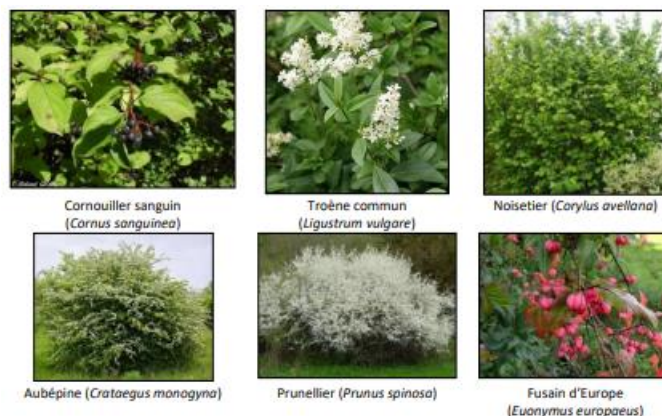 Cornouiller sanguin
(Cornus sanguinea)
Troène commun
(Ligustrum vulgare)
Noisetier (Corylus avellana)
Aubépine (Crataegus monogyna)
Prunellier (Prunus spinosa)
Fusain d'Europe
(Euonymus europaeus)